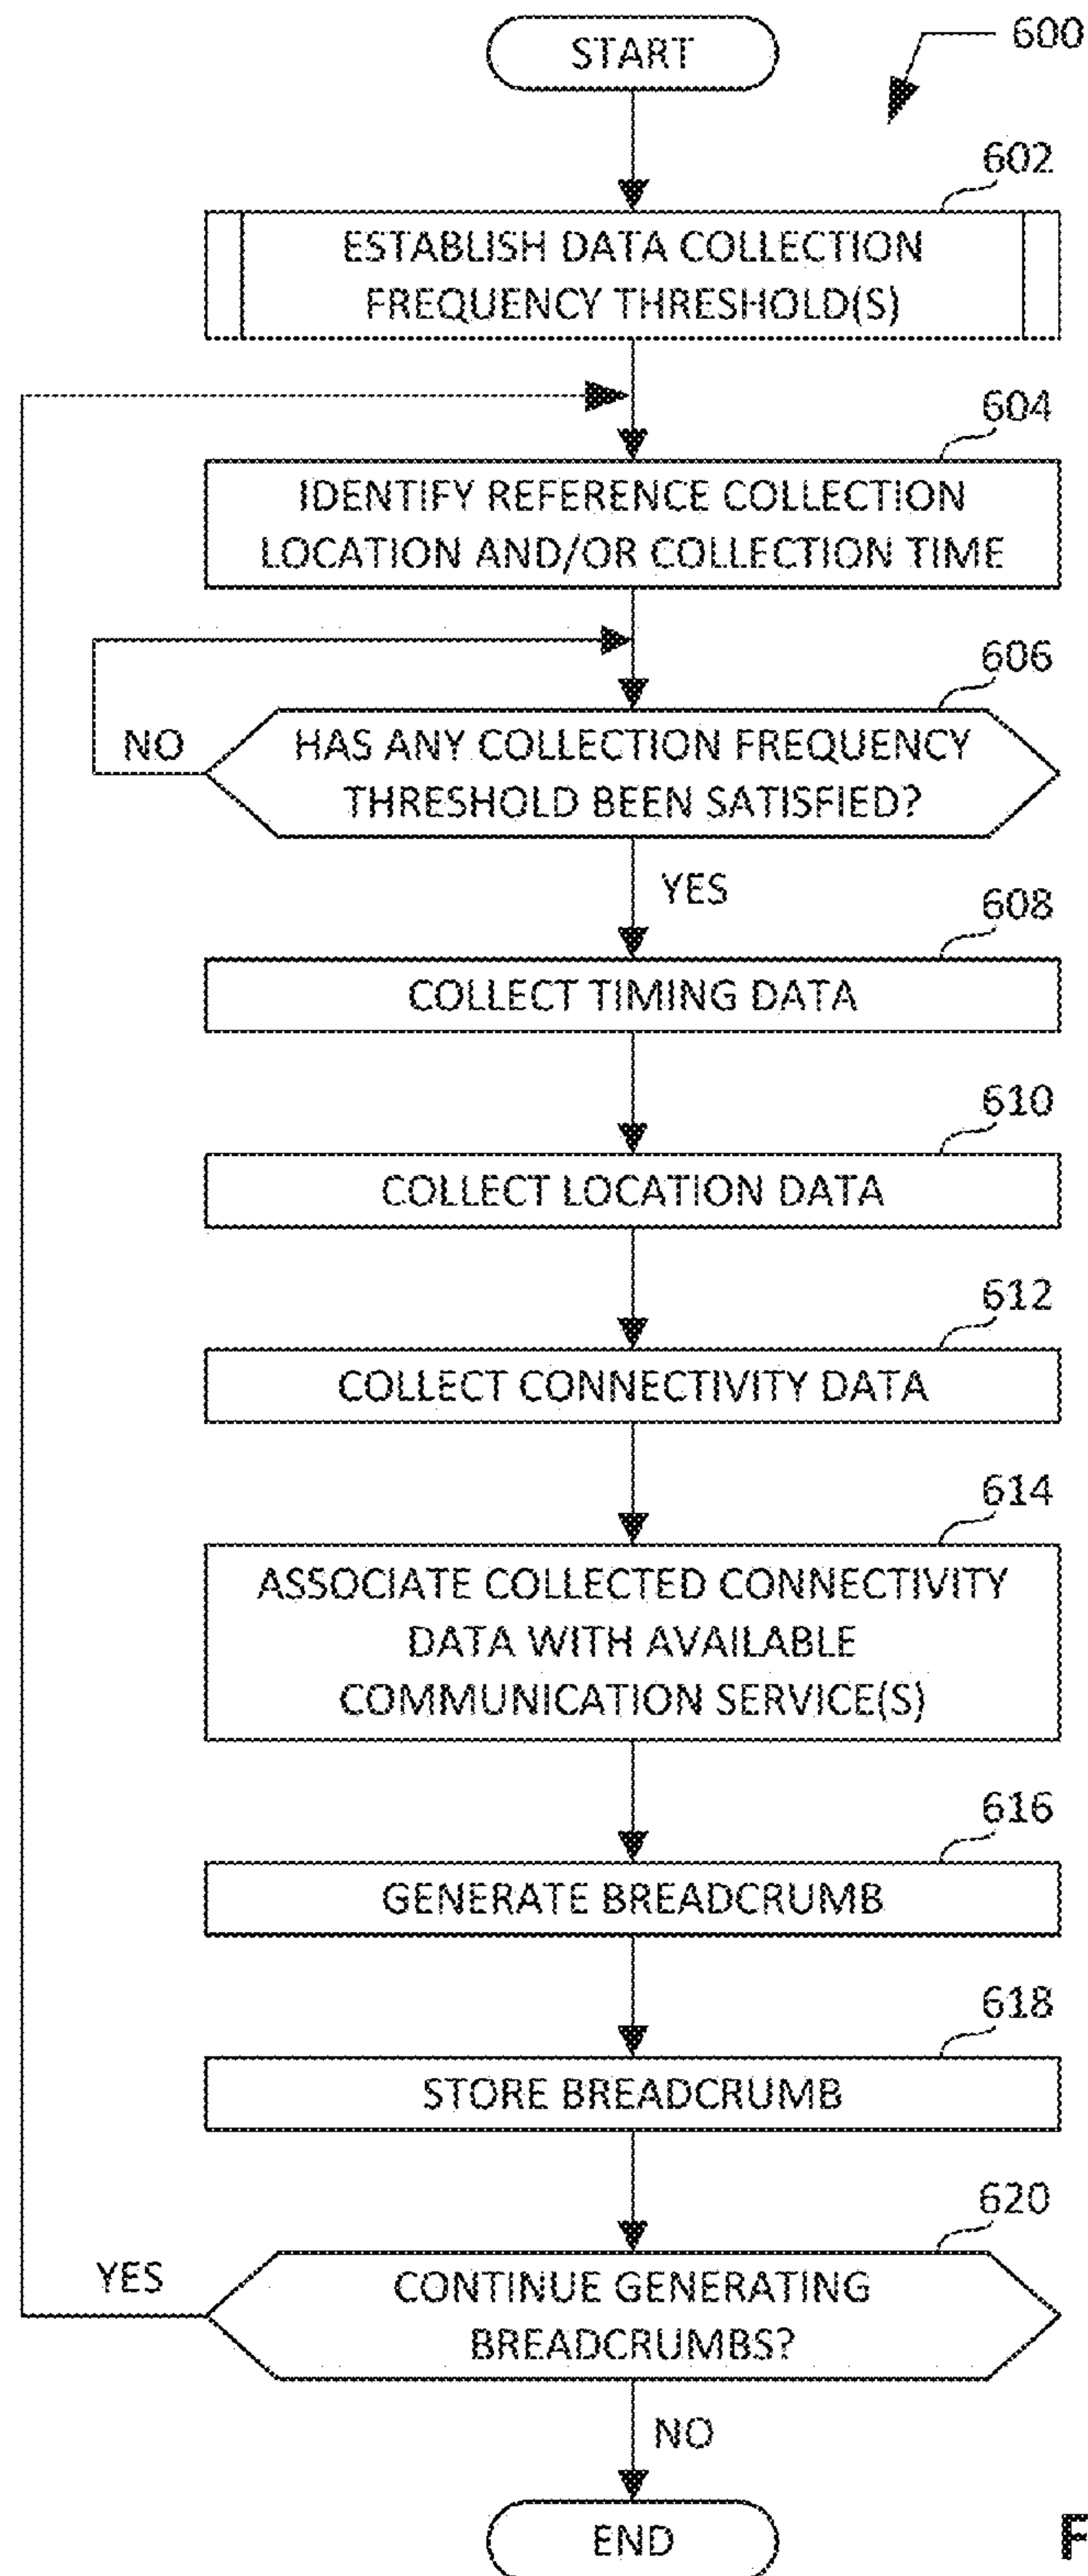 START
600
602
ESTABLISH DATA COLLECTION
FREQUENCY THRESHOLD(S)
604
IDENTIFY REFERENCE COLLECTION
LOCATION AND/OR COLLECTION TIME
606
NO
HAS ANY COLLECTION FREQUENCY
THRESHOLD BEEN SATISFIED?
YES
608
COLLECT TIMING DATA
610
COLLECT LOCATION DATA
612
COLLECT CONNECTIVITY DATA
614
ASSOCIATE COLLECTED CONNECTIVITY
DATA WITH AVAILABLE
COMMUNICATION SERVICE(S)
616
GENERATE BREADCRUMB
618
STORE BREADCRUMB
620
YES
CONTINUE GENERATING
BREADCRUMBS?
NO
END
F